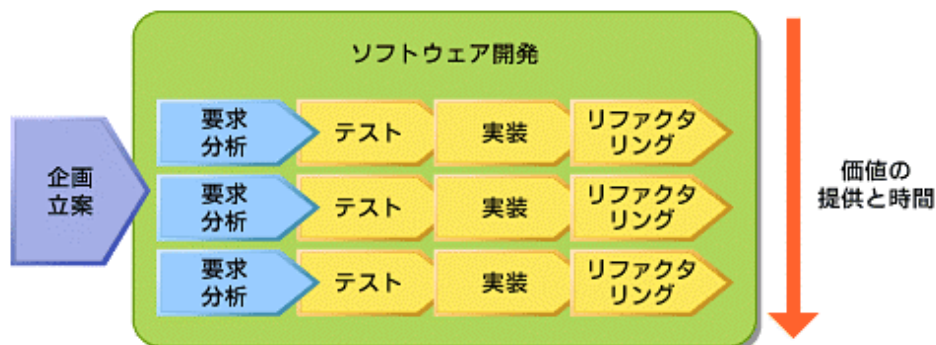 ソフトウェア開発
企画
立案
要求
分析
テスト
実装
リファクタ
リング
要求
分析
テスト
実装
リファクタ
リング
要求
分析
テスト
実装
リファクタ
リング
価値の
提供と時間